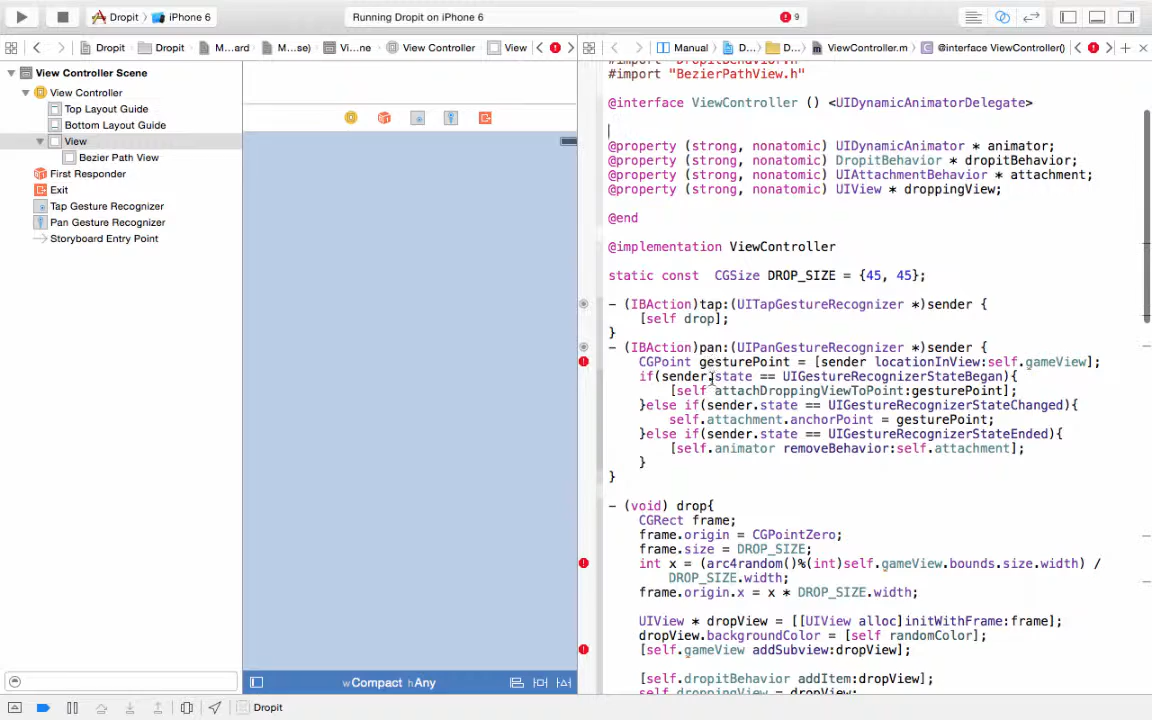 Dropit iPhone 6 Running Dropit on iPhone 6 9
Dropit Dropit M...ard M...se) Vi...ne View Controller View Manual D... D... ViewController.m @interface ViewController()
View Controller Scene
View Controller
Top Layout Guide
Bottom Layout Guide
View
Bezier Path View
First Responder
Exit
Tap Gesture Recognizer
Pan Gesture Recognizer
Storyboard Entry Point
wCompact hAny
#import "DropitBehavior.h"
#import "BezierPathView.h"
@interface ViewController () <UIDynamicAnimatorDelegate>
@property (strong, nonatomic) UIDynamicAnimator * animator;
@property (strong, nonatomic) DropitBehavior * dropitBehavior;
@property (strong, nonatomic) UIAttachmentBehavior * attachment;
@property (strong, nonatomic) UIView * droppingView;
@end
@implementation ViewController
static const CGSize DROP_SIZE = {45, 45};
- (IBAction)tap:(UITapGestureRecognizer *)sender {
[self drop];
}
- (IBAction)pan:(UIPanGestureRecognizer *)sender {
CGPoint gesturePoint = [sender locationInView:self.gameView];
if(sender.state == UIGestureRecognizerStateBegan){
[self attachDroppingViewToPoint:gesturePoint];
}else if(sender.state == UIGestureRecognizerStateChanged){
self.attachment.anchorPoint = gesturePoint;
}else if(sender.state == UIGestureRecognizerStateEnded){
[self.animator removeBehavior:self.attachment];
}
}
- (void) drop{
CGRect frame;
frame.origin = CGPointZero;
frame.size = DROP_SIZE;
int x = (arc4random()%(int)self.gameView.bounds.size.width) /
DROP_SIZE.width;
frame.origin.x = x * DROP_SIZE.width;
UIView * dropView = [[UIView alloc]initWithFrame:frame];
dropView.backgroundColor = [self randomColor];
[self.gameView addSubview:dropView];
[self.dropitBehavior addItem:dropView];
self.droppingView = dropView;
Dropit